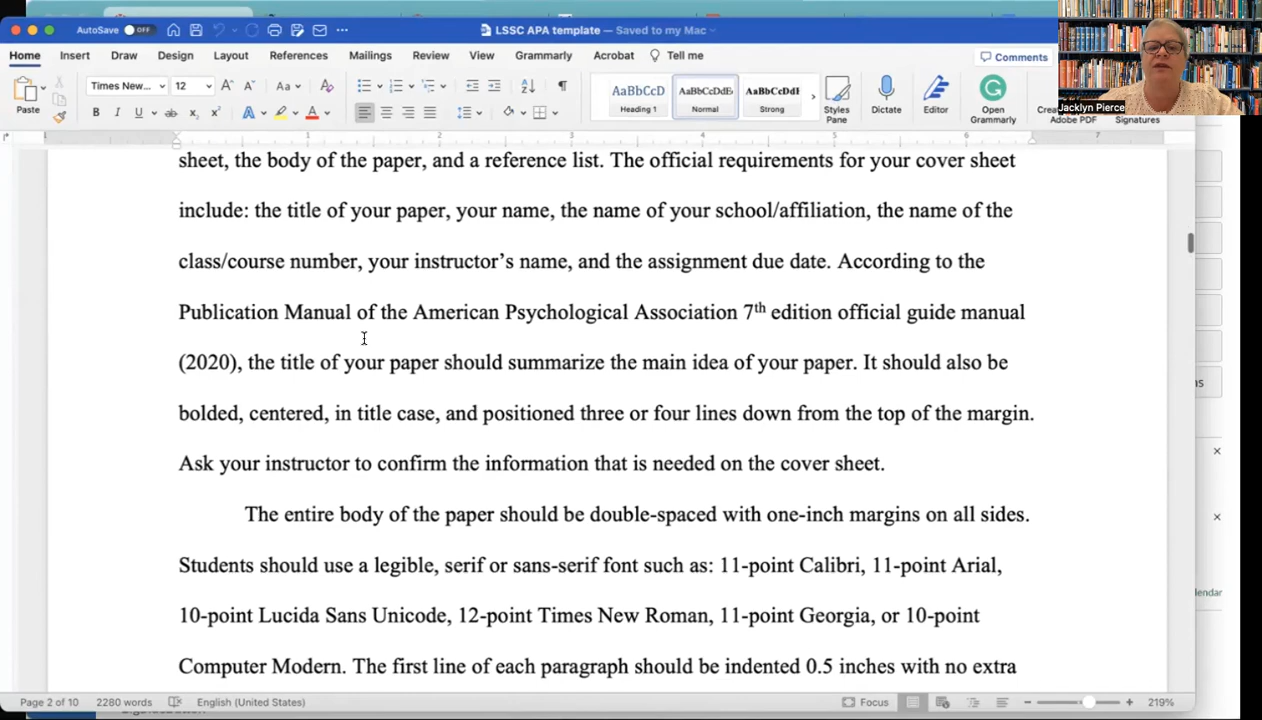 AutoSave OFF
LSSC APA template — Saved to my Mac
Home Insert Draw Design Layout References Mailings Review View Grammarly Acrobat Tell me
Comments
Paste
Times New... 12
Aa
AaBbCcD AaBbCcDdE AaBbCcDdI
Heading 1 Normal Strong
Styles Pane
Dictate
Editor
Open Grammarly
Adobe PDF
Signatures
Jacklyn Pierce
1 2 3 4 5 6 7
sheet, the body of the paper, and a reference list. The official requirements for your cover sheet
include: the title of your paper, your name, the name of your school/affiliation, the name of the
class/course number, your instructor’s name, and the assignment due date. According to the
Publication Manual of the American Psychological Association 7th edition official guide manual
(2020), the title of your paper should summarize the main idea of your paper. It should also be
bolded, centered, in title case, and positioned three or four lines down from the top of the margin.
Ask your instructor to confirm the information that is needed on the cover sheet.
The entire body of the paper should be double-spaced with one-inch margins on all sides.
Students should use a legible, serif or sans-serif font such as: 11-point Calibri, 11-point Arial,
10-point Lucida Sans Unicode, 12-point Times New Roman, 11-point Georgia, or 10-point
Computer Modern. The first line of each paragraph should be indented 0.5 inches with no extra
lendar
Page 2 of 10 2280 words English (United States) Focus 219%